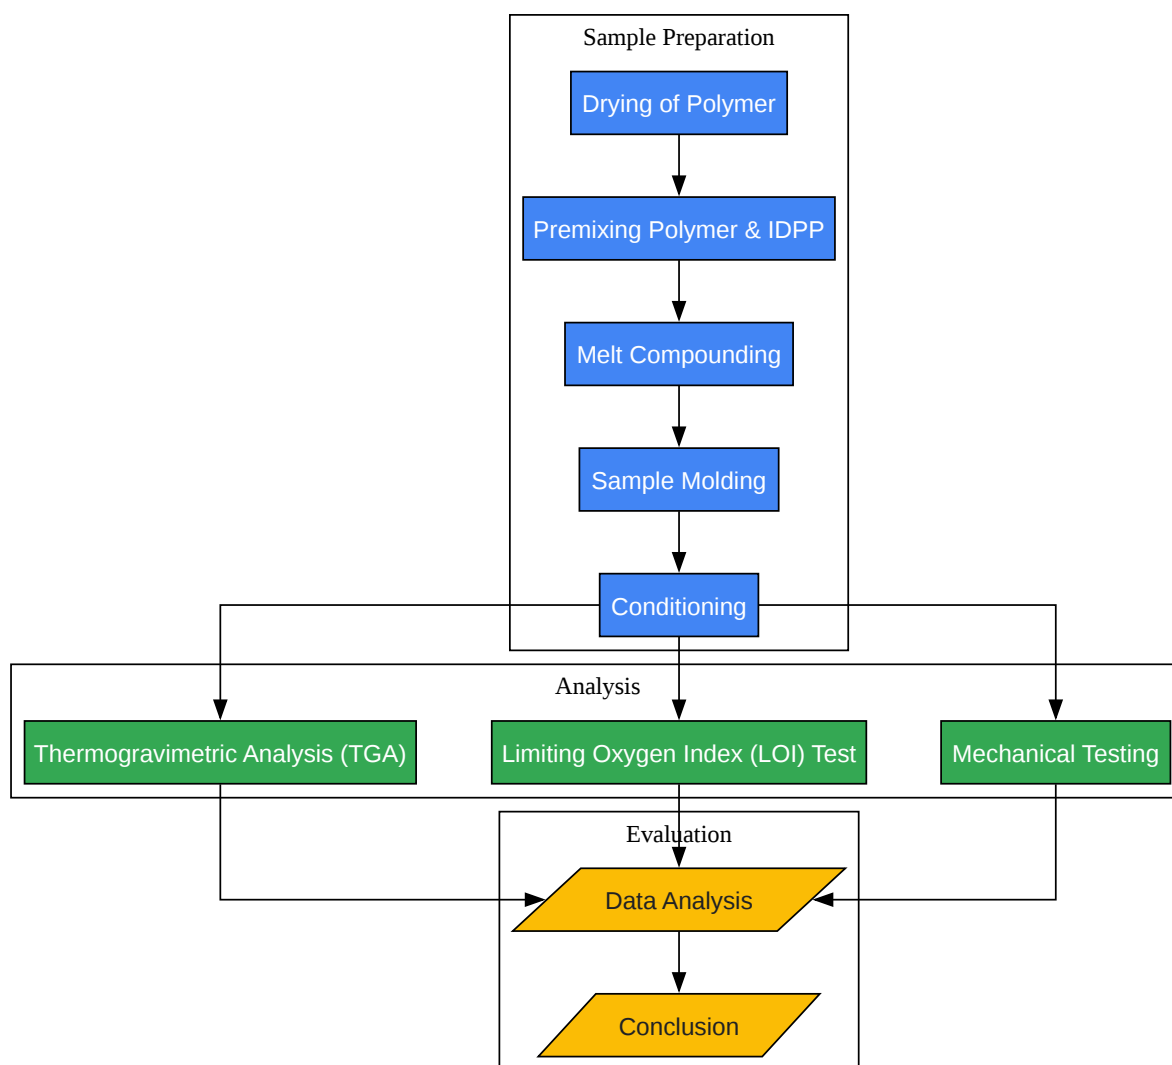 Sample Preparation
Drying of Polymer
Premixing Polymer & IDPP
Melt Compounding
Sample Molding
Conditioning
Analysis
Thermogravimetric Analysis (TGA)
Limiting Oxygen Index (LOI) Test
Mechanical Testing
Evaluation
Data Analysis
Conclusion